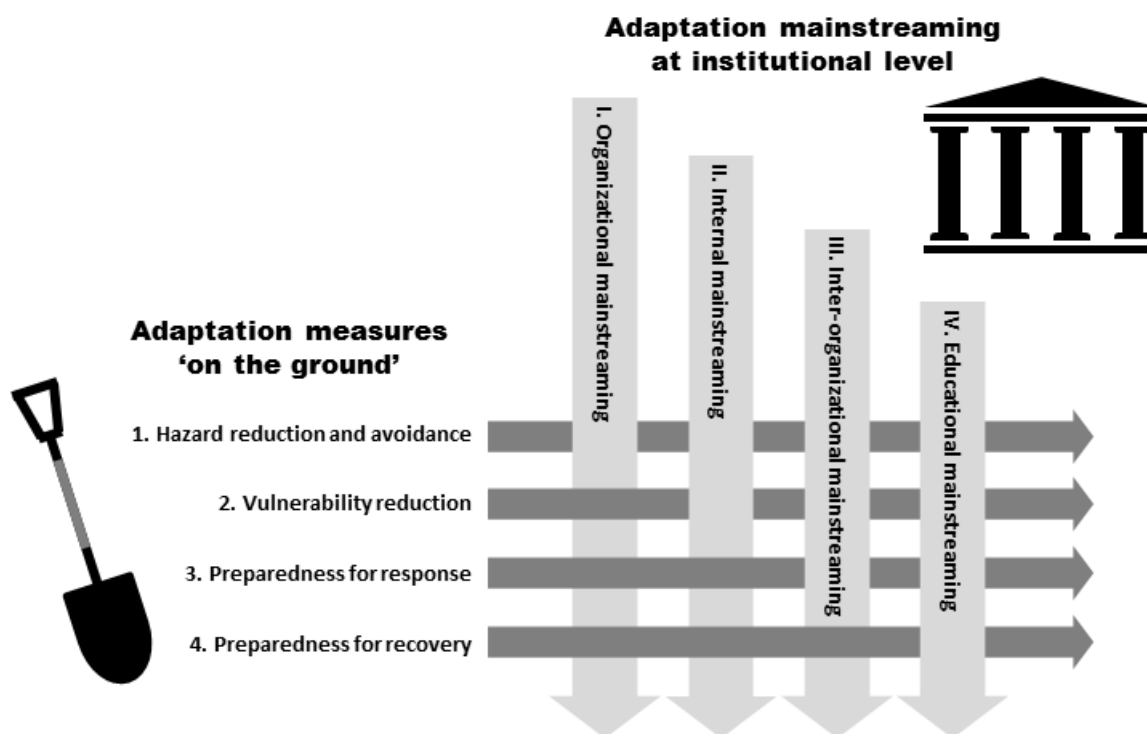 Adaptation mainstreaming
at institutional level
I. Organizational mainstreaming
II. Internal mainstreaming
III. Inter-organizational mainstreaming
IV. Educational mainstreaming
Adaptation measures
‘on the ground’
1. Hazard reduction and avoidance
2. Vulnerability reduction
3. Preparedness for response
4. Preparedness for recovery